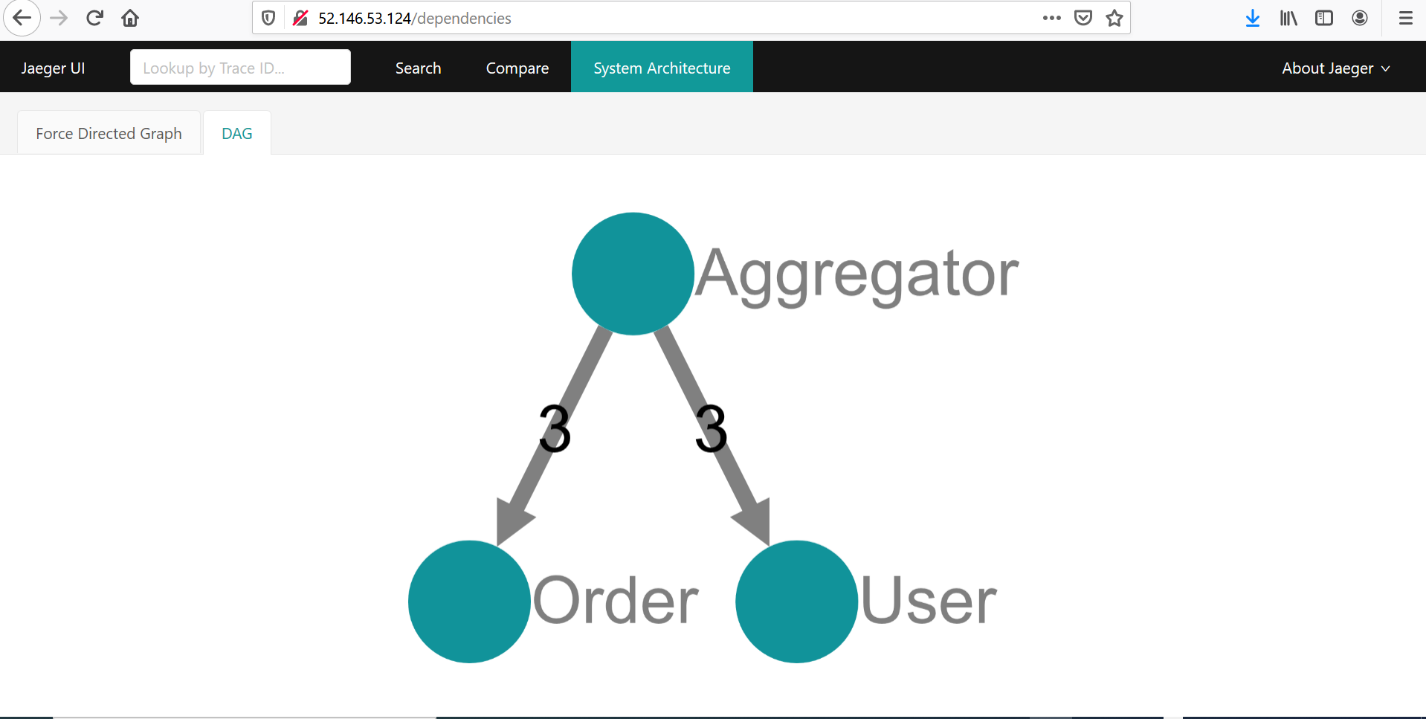 52.146.53.124/dependencies
Jaeger UI Lookup by Trace ID... Search Compare System Architecture About Jaeger
Force Directed Graph DAG
Aggregator
3 3
Order User